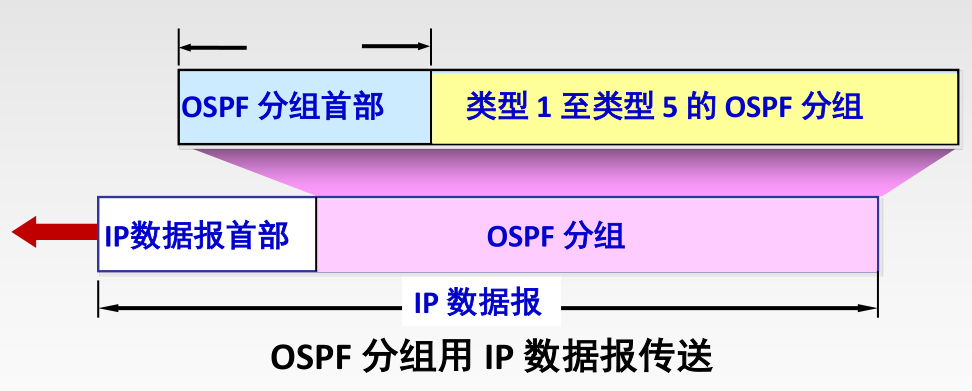 OSPF 分组首部
类型 1 至类型 5 的 OSPF 分组
IP数据报首部
OSPF 分组
IP 数据报
OSPF 分组用 IP 数据报传送